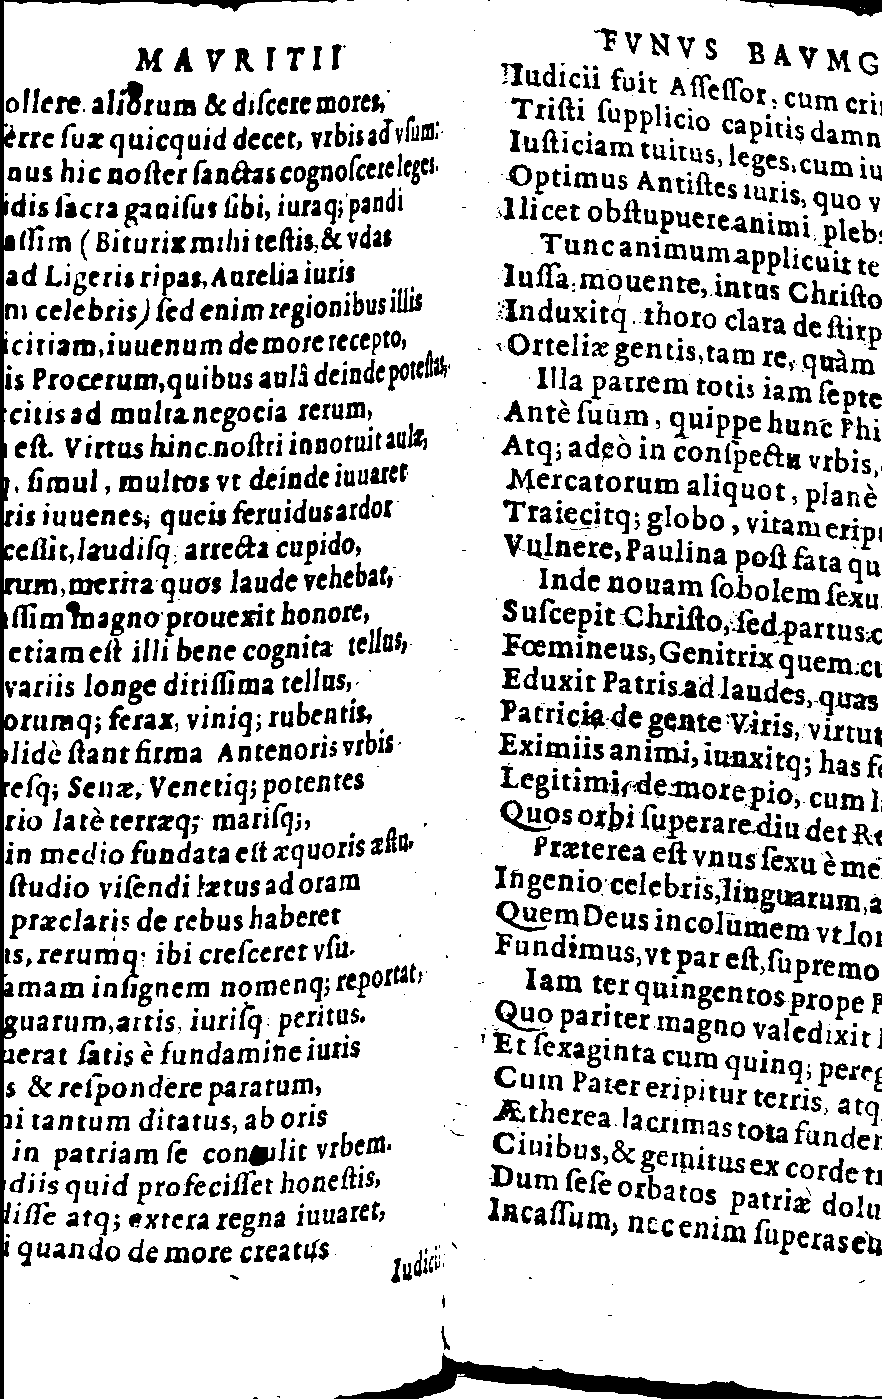 MAVRITII
ollere aliorum & diſcere mores,
erre ſuæ quicquid decet, vrbis ad vſum:
nus hic noſter ſanctas cognoſcere leges.
idis ſacra gauiſus ſibi, iuraq; pandi
aſſim (Biturix mihi teſtis, & vdas
ad Ligeris ripas, Aurelia iuris
ni celebris) ſed enim regionibus illis
icitiam, iuuenum de more recepto,
is Procerum, quibus aulâ deinde poteſtas,
citis ad multa negocia rerum,
eſt. Virtus hinc noſtri innotuit aulæ,
q. ſimul, multos vt deinde iuuaret
ris iuuenes; queis feruidus ardor
ceſſit, laudiſq. arrecta cupido,
rum, merita quos laude vehebat,
aſſim magno prouexit honore,
etiam eſt illi bene cognita tellus,
variis longe ditiſſima tellus,
orumq; ferax, viniq; rubentis,
lidè ſtant firma Antenoris vrbis
reſq; Senæ, Venetiq; potentes
rio latè terræq; mariſq;,
in medio fundata eſt æquoris æſtu.
ſtudio viſendi lætus ad oram
præclaris de rebus haberet
is, rerumq; ibi creſceret vſu.
amam inſignem nomenq; reportat,
guarum, artis, iuriſq. peritus.
uerat ſatis è fundamine iuris
s & reſpondere paratum,
ni tantum ditatus, ab oris
in patriam ſe contulit vrbem.
diis quid profeciſſet honeſtis,
diſſe atq; extera regna iuuaret,
i quando de more creatus
Iudicii
FVNVS BAVMG
Iudicii fuit Aſſeſſor, cum cri
Triſti ſupplicio capitis damn
Iuſticiam tuitus, leges, cum iu
Optimus Antiſtes iuris, quo v
Ilicet obſtupuere animi plebs
Tunc animum applicuit te
Iuſſa, mouente, intus Chriſto
Induxitq. thoro clara de ſtirp
Orteliæ gentis, tam re, quàm
Illa patrem totis iam ſepte
Antè ſuum, quippe hunc Phi
Atq; adeò in conſpectu vrbis,
Mercatorum aliquot, planè
Traiecitq; globo, vitam eripu
Vulnere, Paulina poſt fata qu
Inde nouam ſobolem ſexu
Suſcepit Chriſto, ſed partus c
Fœmineus, Genitrix quem cu
Eduxit Patris ad laudes, quas
Patricia de gente Viris, virtut
Eximiis animi, iunxitq; has fœ
Legitimi, de more pio, cum l
Quos orbi ſuperare diu det Re
Præterea eſt vnus ſexu è me
Ingenio celebris, linguarum, a
Quem Deus incolumem vt lon
Fundimus, vt par eſt, ſupremo
Iam ter quingentos prope P
Quo pariter magno valedixit
Et ſexaginta cum quinq; pereg
Cum Pater eripitur terris, atq
Ætherea lacrimas tota funder
Ciuibus, & gemitus ex corde tr
Dum ſeſe orbatos patriæ dolu
Incaſſum, nec enim ſuperas eu